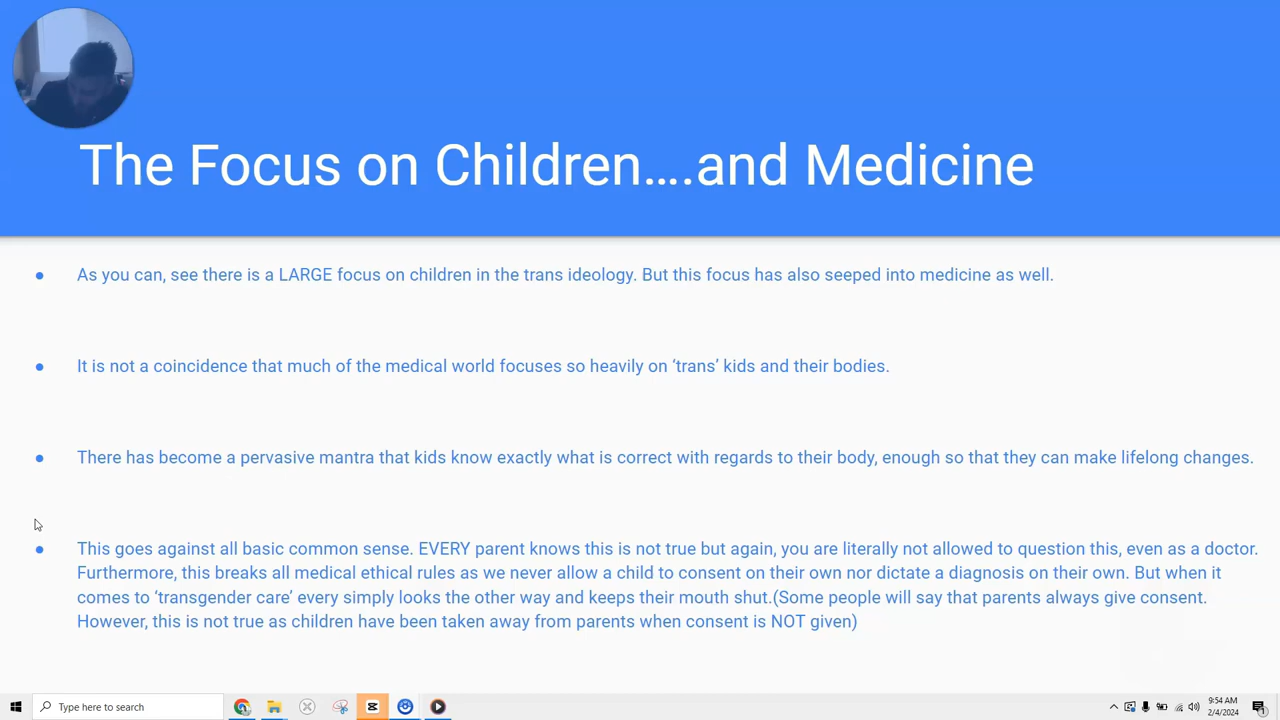 The Focus on Children….and Medicine
As you can, see there is a LARGE focus on children in the trans ideology. But this focus has also seeped into medicine as well.
It is not a coincidence that much of the medical world focuses so heavily on ‘trans’ kids and their bodies.
There has become a pervasive mantra that kids know exactly what is correct with regards to their body, enough so that they can make lifelong changes.
This goes against all basic common sense. EVERY parent knows this is not true but again, you are literally not allowed to question this, even as a doctor.
Furthermore, this breaks all medical ethical rules as we never allow a child to consent on their own nor dictate a diagnosis on their own. But when it
comes to ‘transgender care’ every simply looks the other way and keeps their mouth shut.(Some people will say that parents always give consent.
However, this is not true as children have been taken away from parents when consent is NOT given)
Type here to search
9:54 AM
2/4/2024